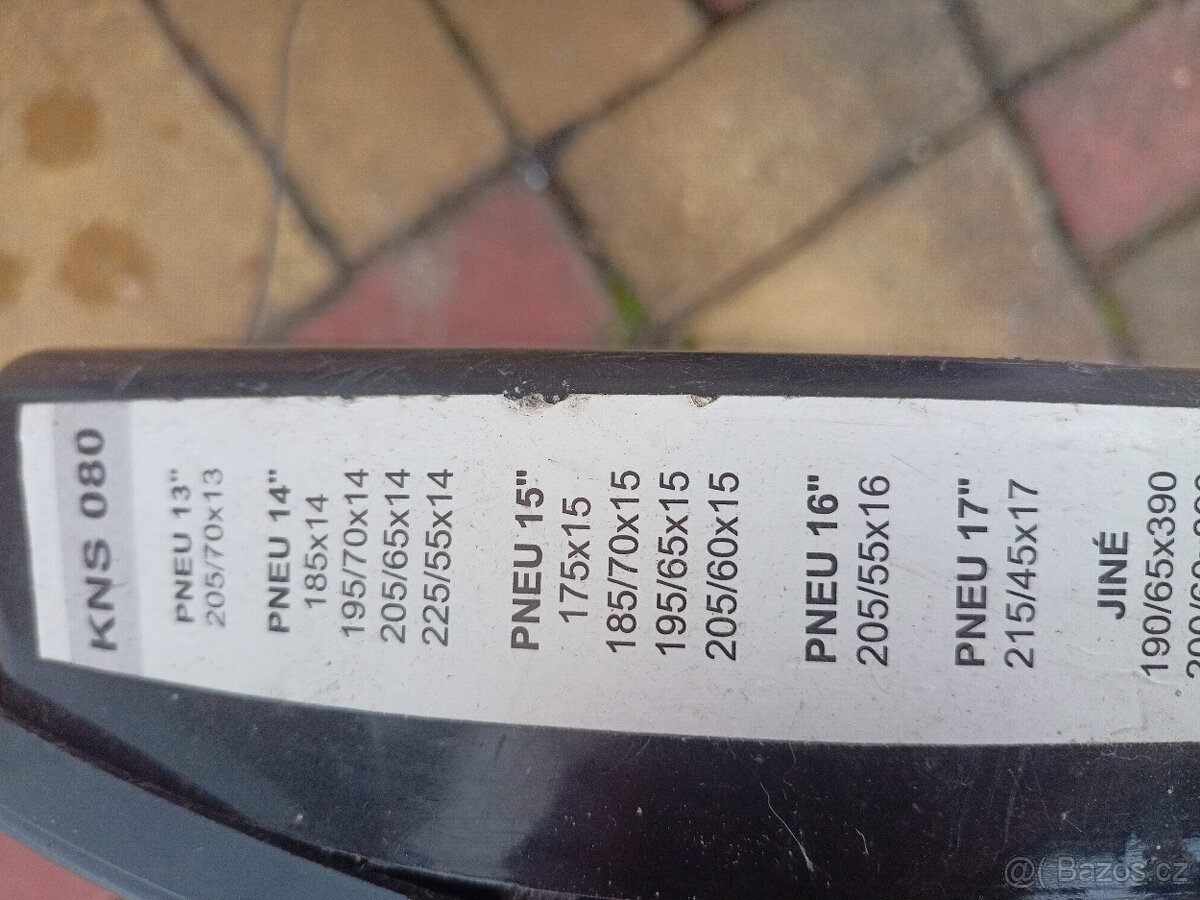 KNS 080
PNEU 13"
205/70x13
PNEU 14"
185x14
195/70x14
205/65x14
225/55x14
PNEU 15"
175x15
185/70x15
195/65x15
205/60x15
PNEU 16"
205/55x16
PNEU 17"
215/45x17
JINÉ
190/65x390
@ Bazos.cz